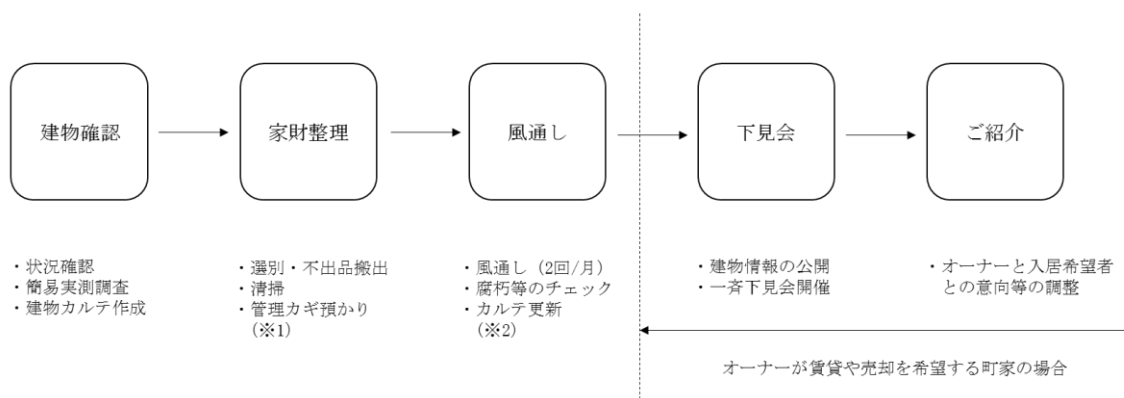 建物確認
家財整理
風通し
下見会
ご紹介
・状況確認
・簡易実測調査
・建物カルテ作成
・選別・不出品搬出
・清掃
・管理カギ預かり
(※1)
・風通し（2回/月）
・腐朽等のチェック
・カルテ更新
(※2)
・建物情報の公開
・一斉下見会開催
・オーナーと入居希望者
との意向等の調整
オーナーが賃貸や売却を希望する町家の場合